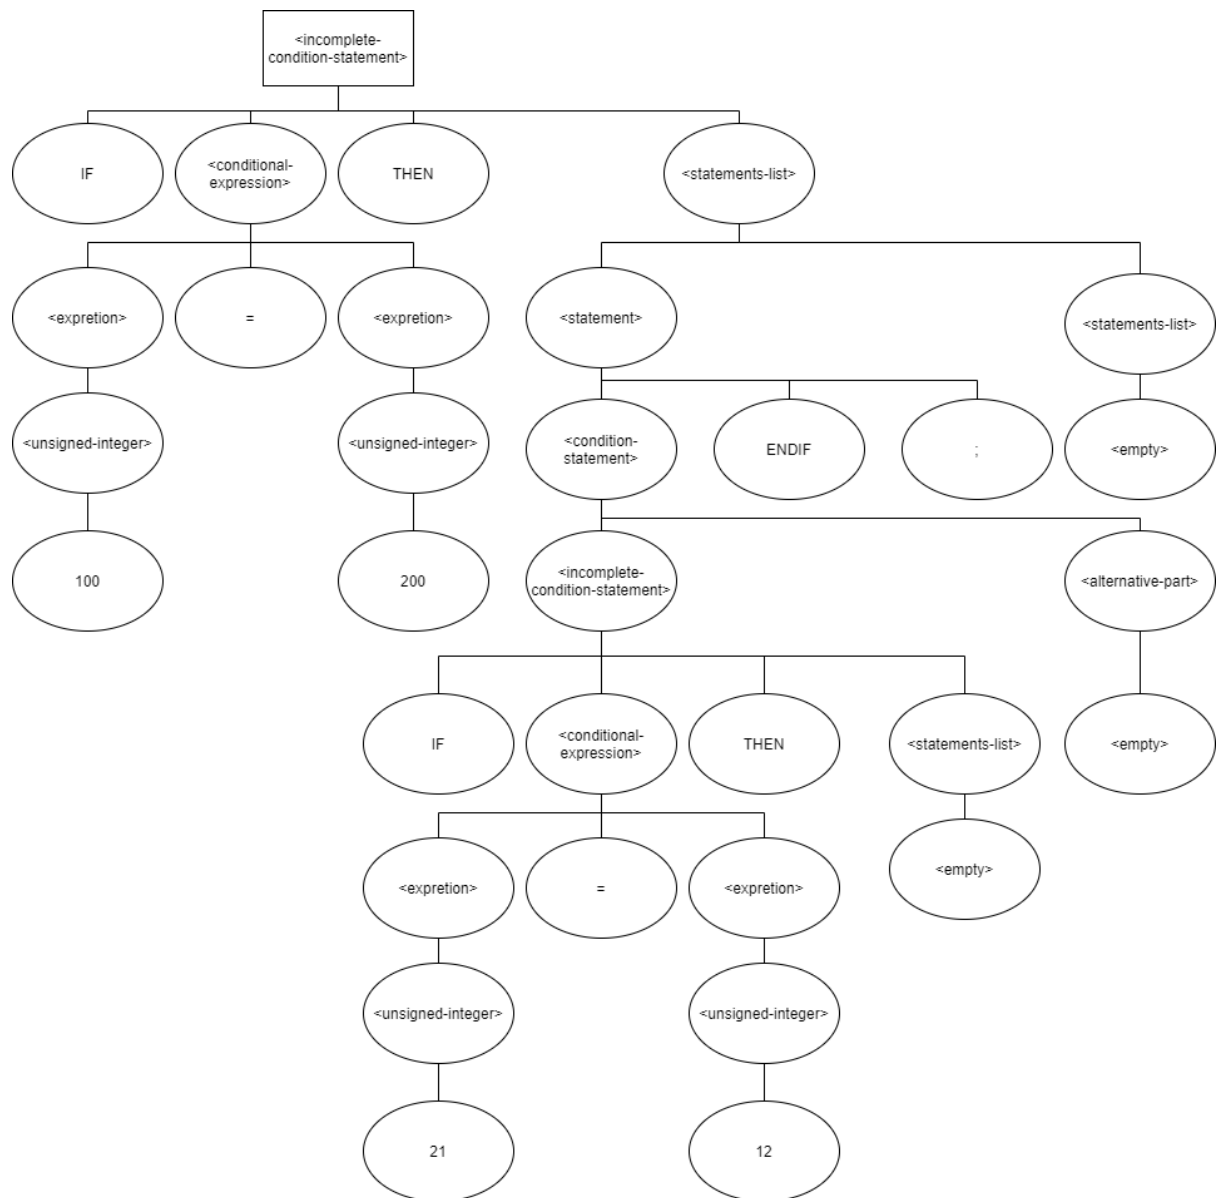 <incomplete-
condition-statement>
IF
<conditional-
expression>
THEN
<statements-list>
<expretion>
=
<expretion>
<statement>
<statements-list>
<unsigned-integer>
<unsigned-integer>
<condition-
statement>
ENDIF
;
<empty>
100
200
<incomplete-
condition-statement>
<alternative-part>
IF
<conditional-
expression>
THEN
<statements-list>
<empty>
<expretion>
=
<expretion>
<empty>
<unsigned-integer>
<unsigned-integer>
21
12